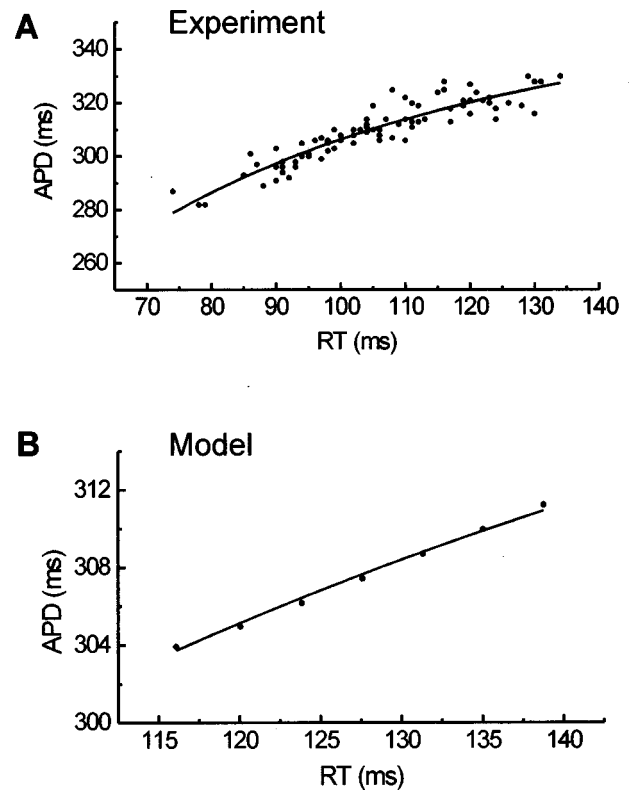 A Experiment
APD (ms)
340
320
300
280
260
70 80 90 100 110 120 130 140
RT (ms)
B Model
APD (ms)
312
308
304
300
115 120 125 130 135 140
RT (ms)